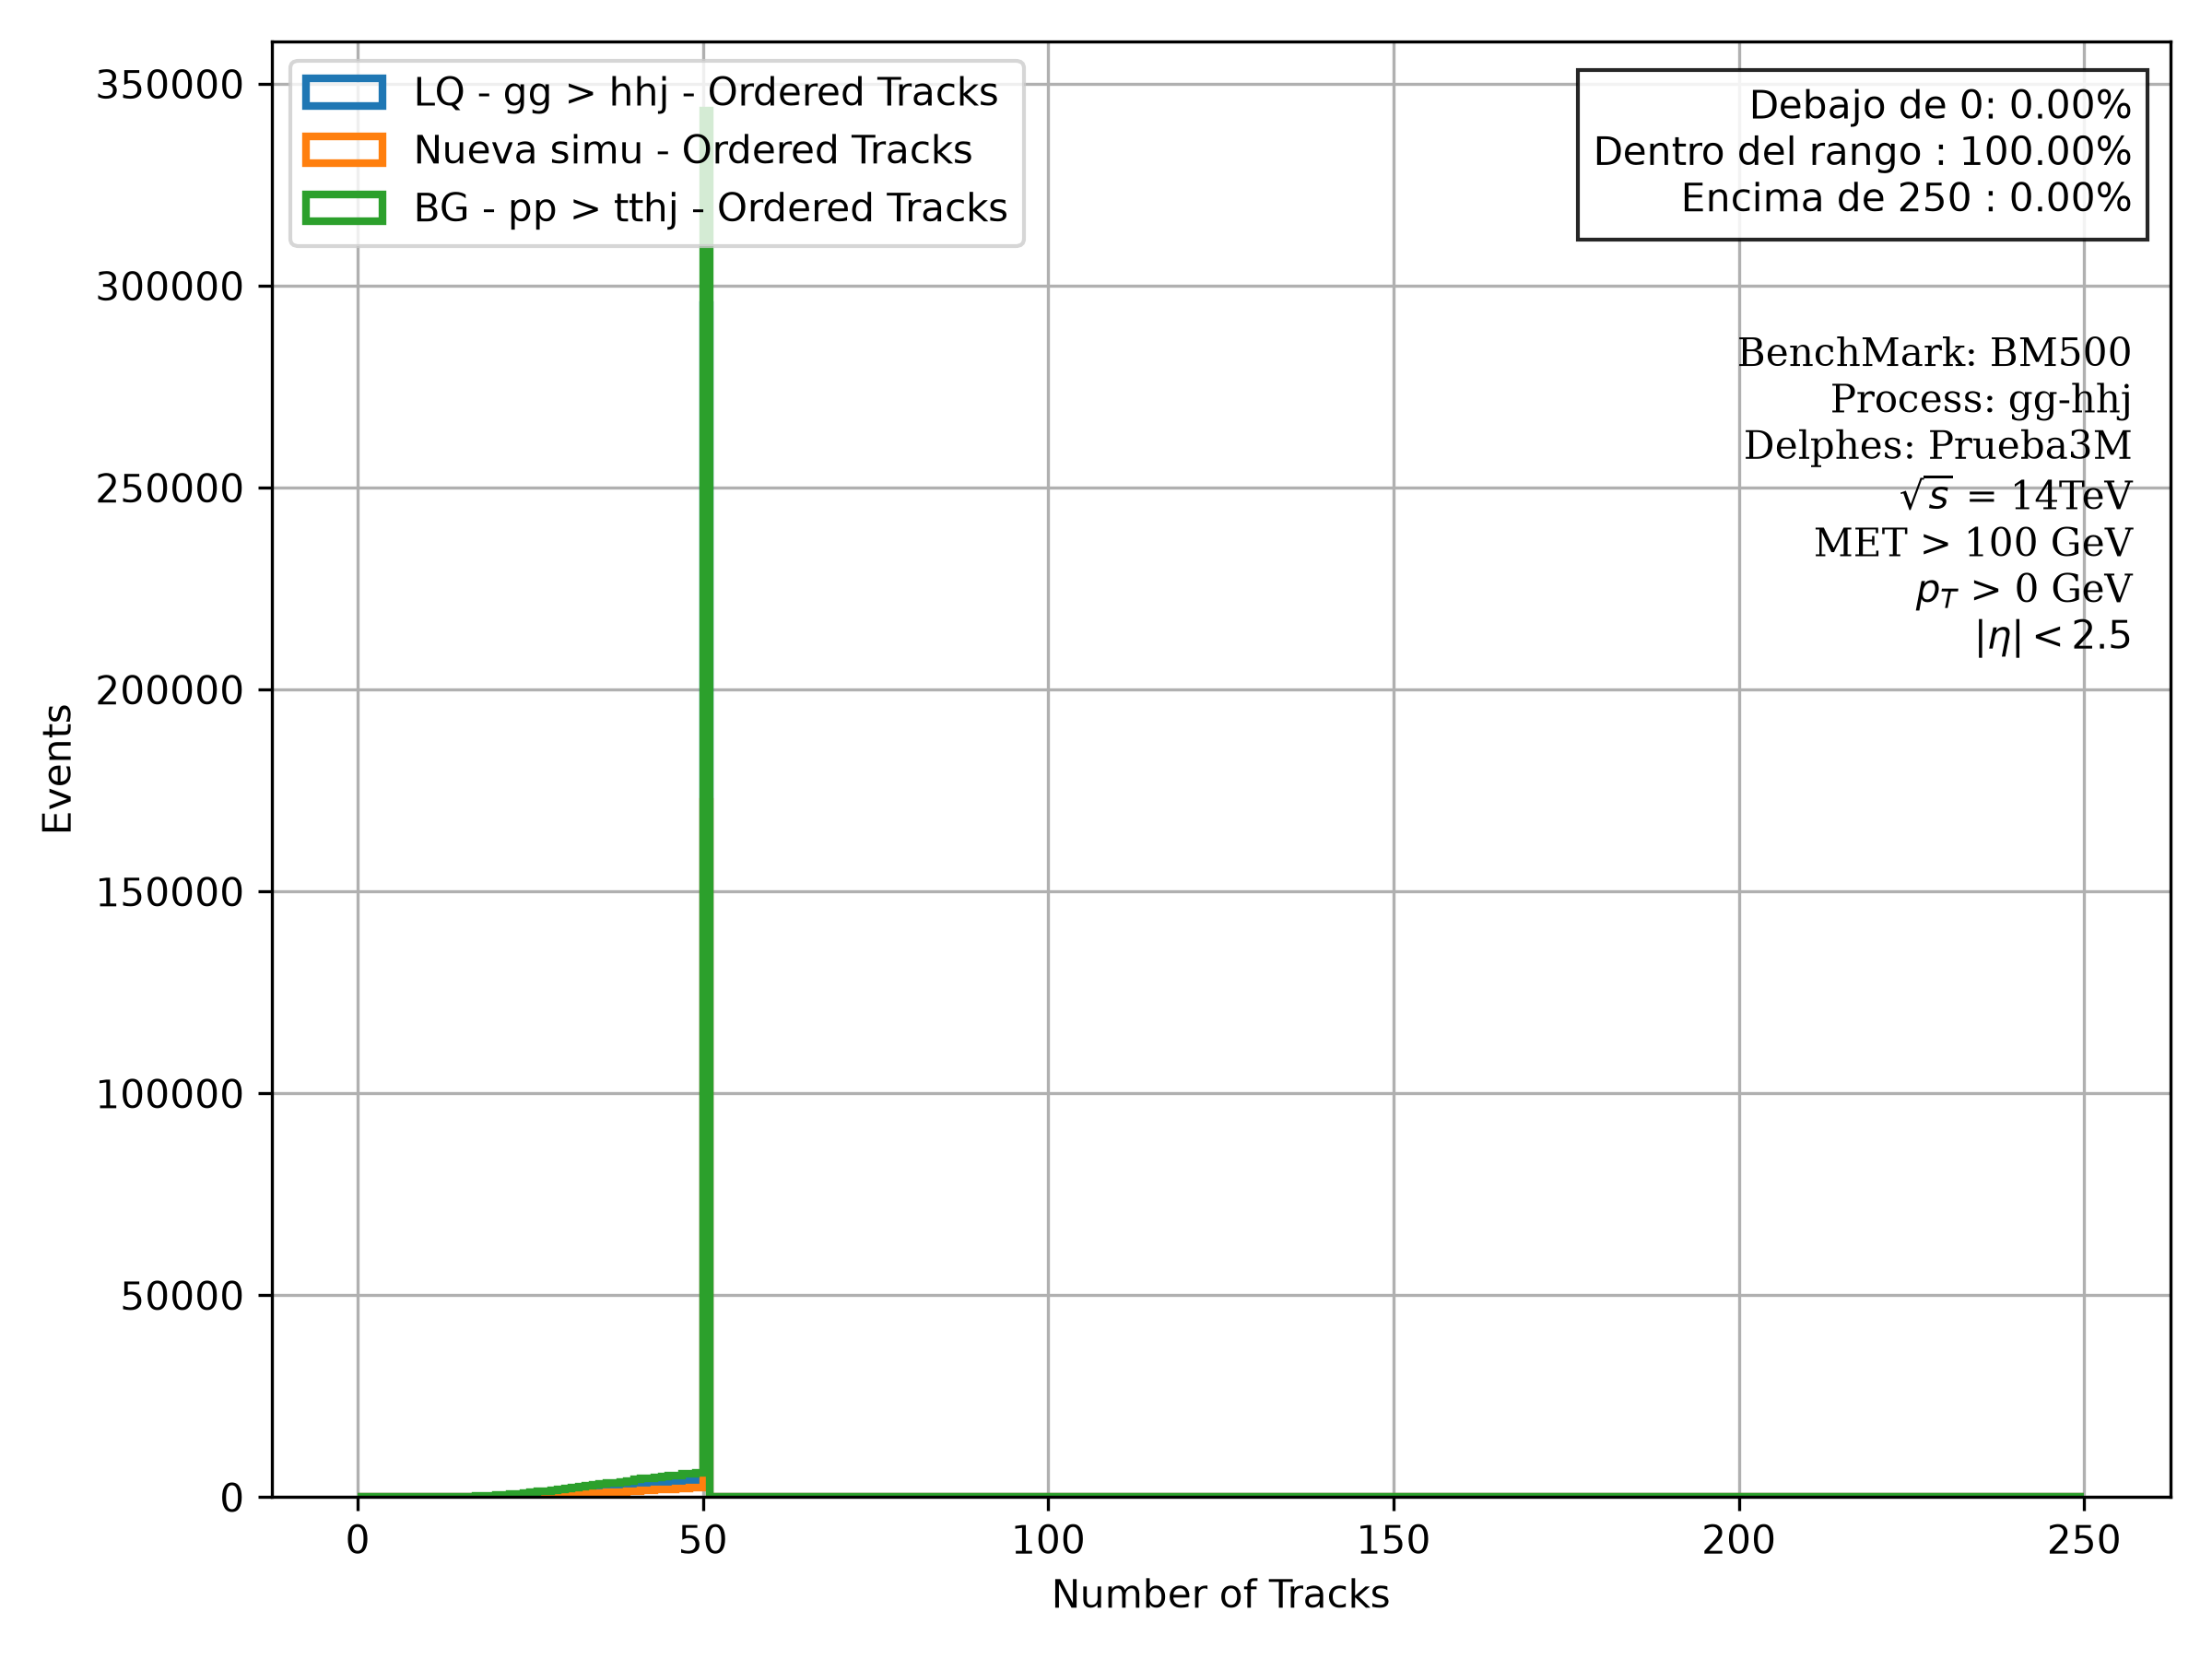 LQ - gg > hhj - Ordered Tracks
Nueva simu - Ordered Tracks
BG - pp > tthj - Ordered Tracks
Debajo de 0: 0.00%
Dentro del rango : 100.00%
Encima de 250 : 0.00%
BenchMark: BM500
Process: gg-hhj
Delphes: Prueba3M
√s = 14TeV
MET > 100 GeV
p_T > 0 GeV
|η| < 2.5
Events
350000
300000
250000
200000
150000
100000
50000
0
0 50 100 150 200 250
Number of Tracks